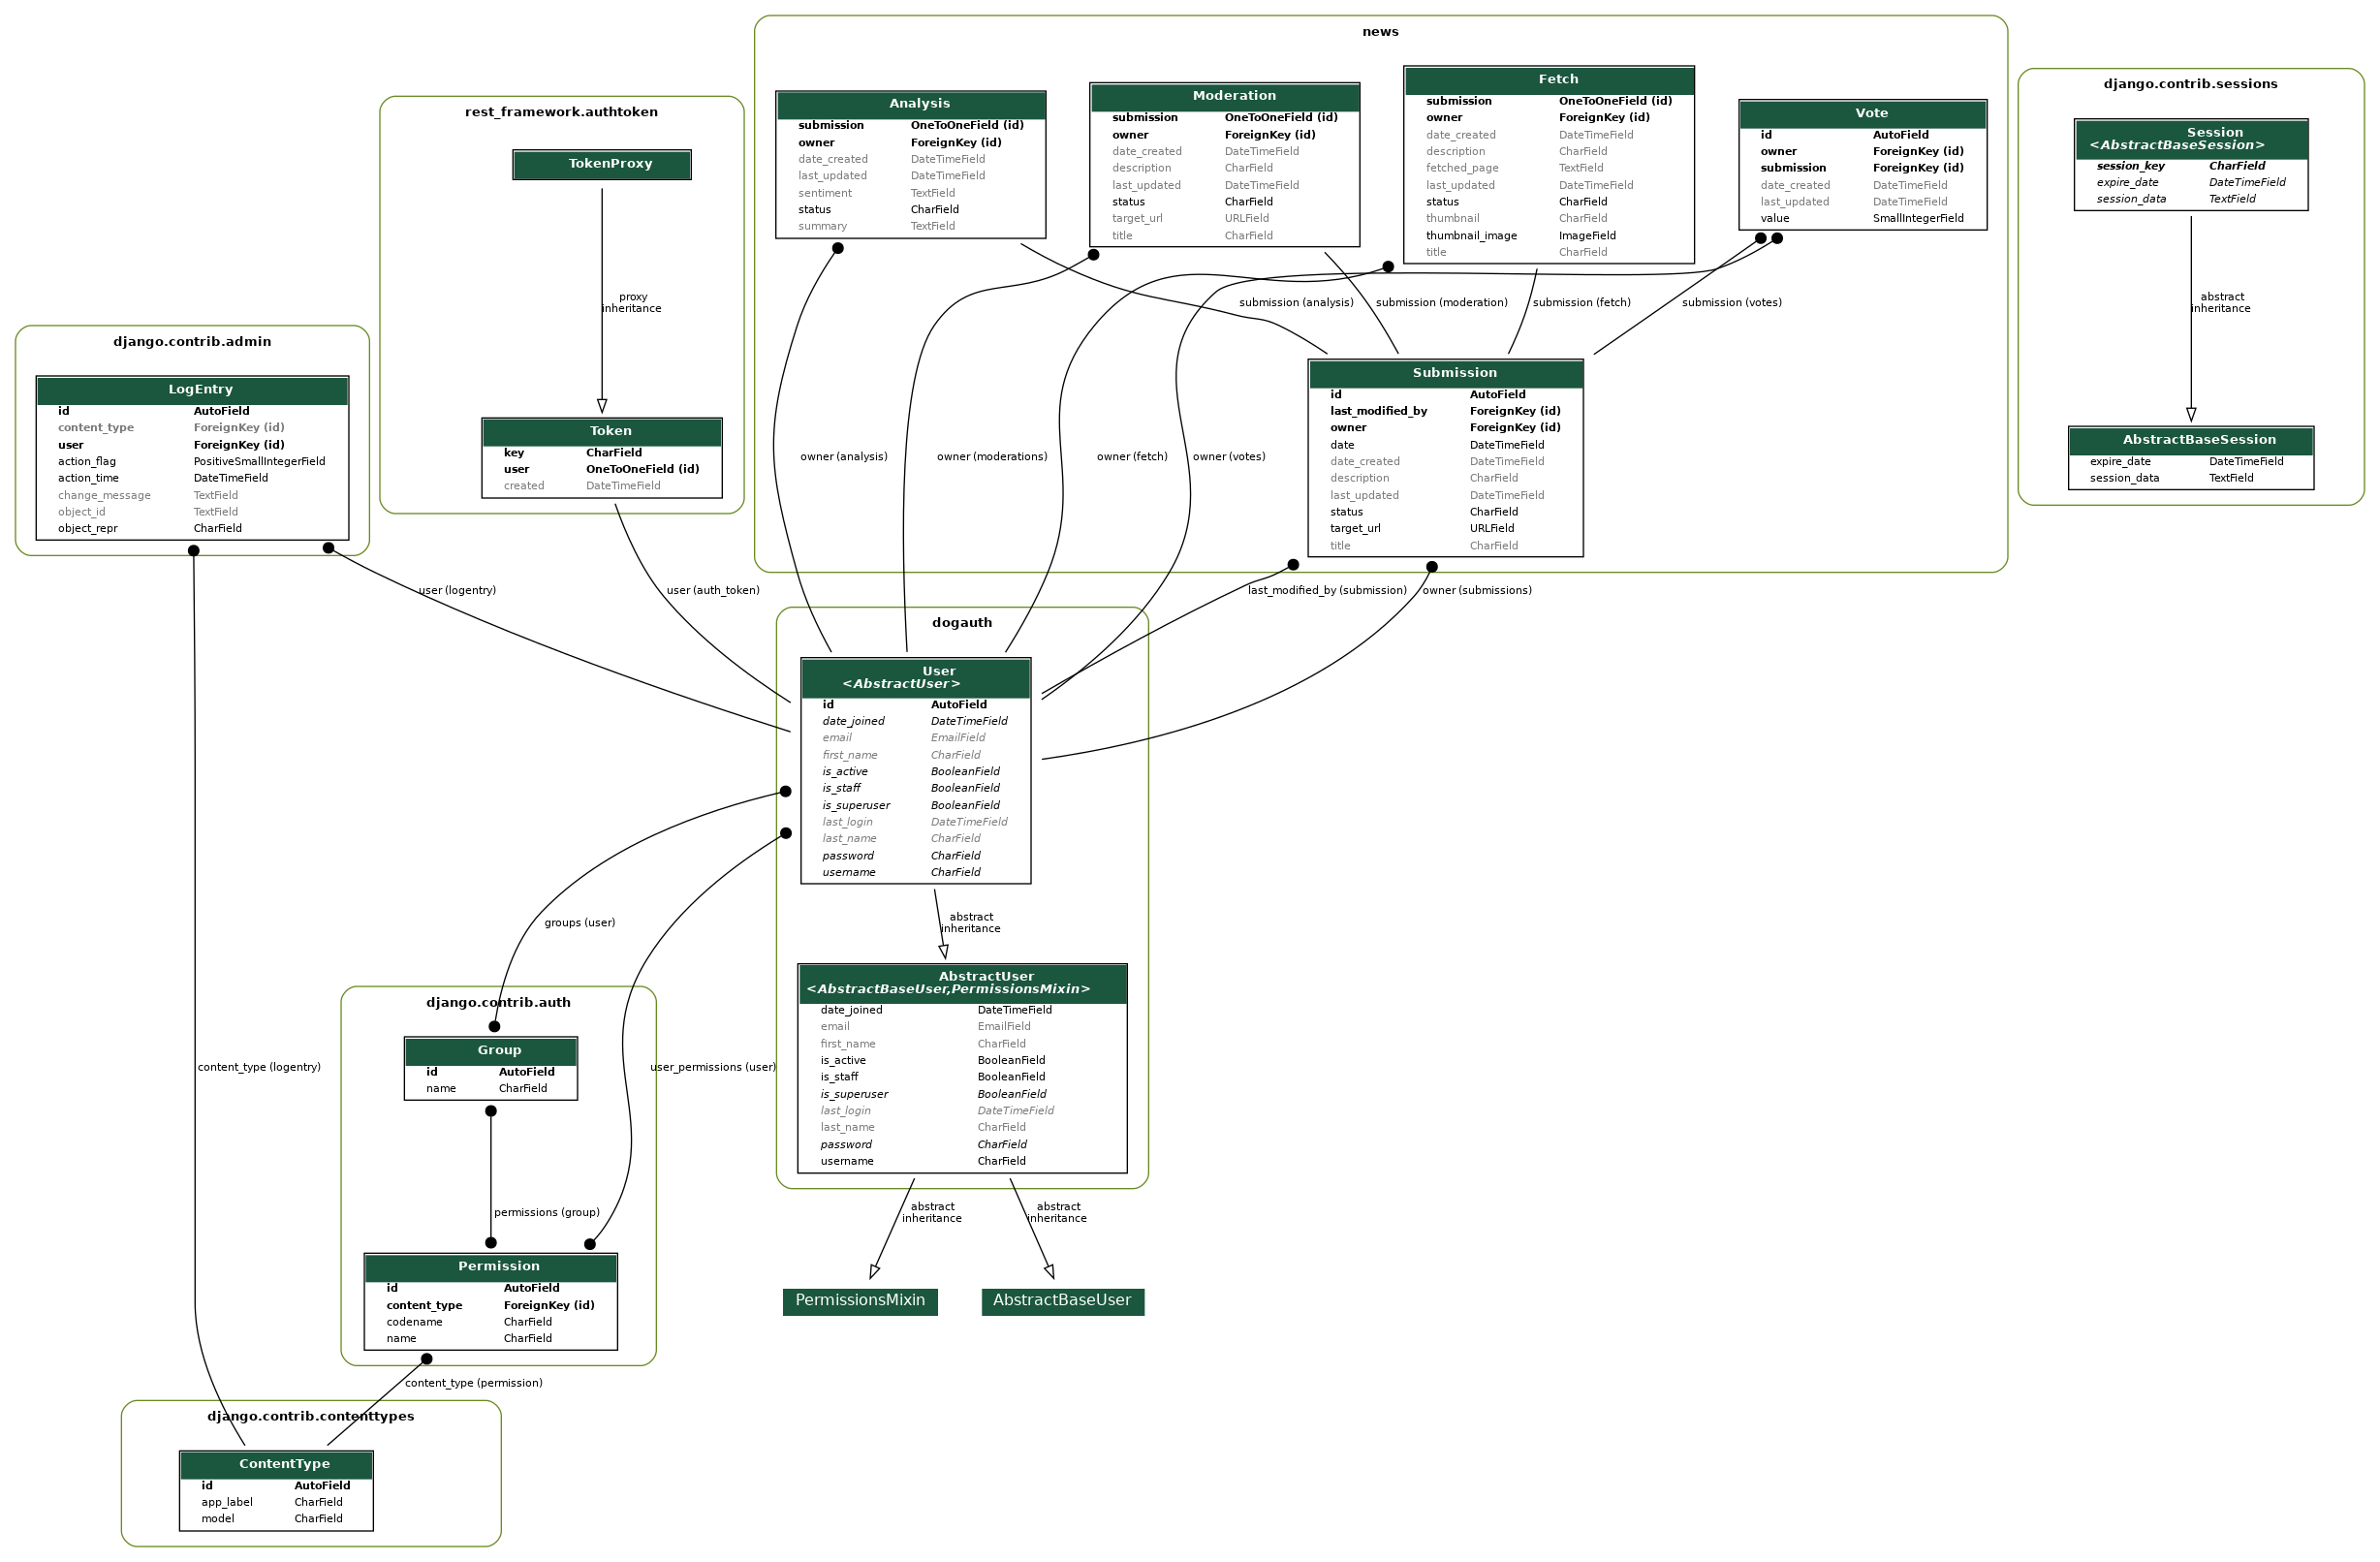 news
Analysis
submission OneToOneField (id)
owner ForeignKey (id)
date_created DateTimeField
last_updated DateTimeField
sentiment TextField
status CharField
summary TextField
Moderation
submission OneToOneField (id)
owner ForeignKey (id)
date_created DateTimeField
description CharField
last_updated DateTimeField
status CharField
target_url URLField
title CharField
Fetch
submission OneToOneField (id)
owner ForeignKey (id)
date_created DateTimeField
description CharField
fetched_page TextField
last_updated DateTimeField
status CharField
thumbnail CharField
thumbnail_image ImageField
title CharField
Vote
id AutoField
owner ForeignKey (id)
submission ForeignKey (id)
date_created DateTimeField
last_updated DateTimeField
value SmallIntegerField
django.contrib.sessions
Session
<AbstractBaseSession>
session_key CharField
expire_date DateTimeField
session_data TextField
abstract
inheritance
AbstractBaseSession
expire_date DateTimeField
session_data TextField
rest_framework.authtoken
TokenProxy
proxy
inheritance
Token
key CharField
user OneToOneField (id)
created DateTimeField
submission (analysis)
submission (moderation)
submission (fetch)
submission (votes)
django.contrib.admin
LogEntry
id AutoField
content_type ForeignKey (id)
user ForeignKey (id)
action_flag PositiveSmallIntegerField
action_time DateTimeField
change_message TextField
object_id TextField
object_repr CharField
Submission
id AutoField
last_modified_by ForeignKey (id)
owner ForeignKey (id)
date DateTimeField
date_created DateTimeField
description CharField
last_updated DateTimeField
status CharField
target_url URLField
title CharField
owner (analysis)
owner (moderations)
owner (fetch)
owner (votes)
user (logentry)
user (auth_token)
last_modified_by (submission)
owner (submissions)
dogauth
User
<AbstractUser>
id AutoField
date_joined DateTimeField
email EmailField
first_name CharField
is_active BooleanField
is_staff BooleanField
is_superuser BooleanField
last_login DateTimeField
last_name CharField
password CharField
username CharField
groups (user)
abstract
inheritance
AbstractUser
<AbstractBaseUser,PermissionsMixin>
date_joined DateTimeField
email EmailField
first_name CharField
is_active BooleanField
is_staff BooleanField
is_superuser BooleanField
last_login DateTimeField
last_name CharField
password CharField
username CharField
django.contrib.auth
Group
id AutoField
name CharField
content_type (logentry)
user_permissions (user)
permissions (group)
abstract
inheritance
abstract
inheritance
Permission
id AutoField
content_type ForeignKey (id)
codename CharField
name CharField
PermissionsMixin
AbstractBaseUser
content_type (permission)
django.contrib.contenttypes
ContentType
id AutoField
app_label CharField
model CharField